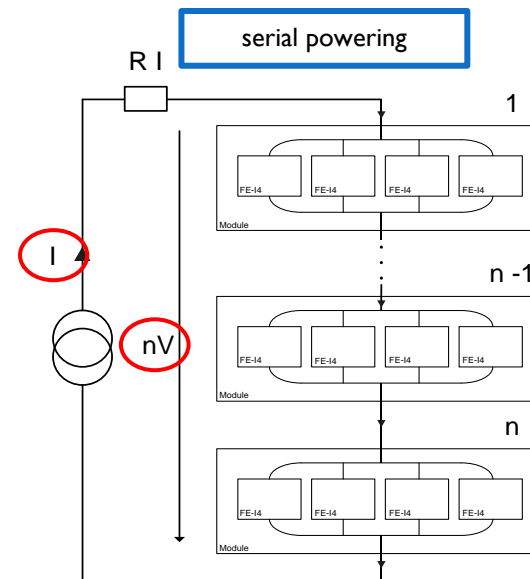 serial powering
R I
1
FE-I4 FE-I4 FE-I4 FE-I4
Module
I
n -1
nV
FE-I4 FE-I4 FE-I4 FE-I4
Module
n
FE-I4 FE-I4 FE-I4 FE-I4
Module